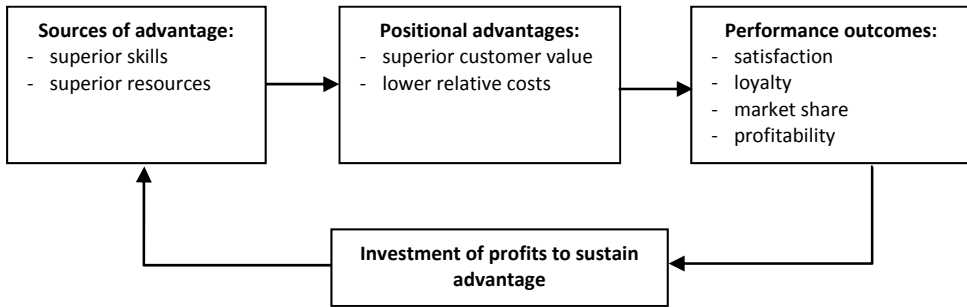 Sources of advantage:
- superior skills
- superior resources
Positional advantages:
- superior customer value
- lower relative costs
Performance outcomes:
- satisfaction
- loyalty
- market share
- profitability
Investment of profits to sustain
advantage